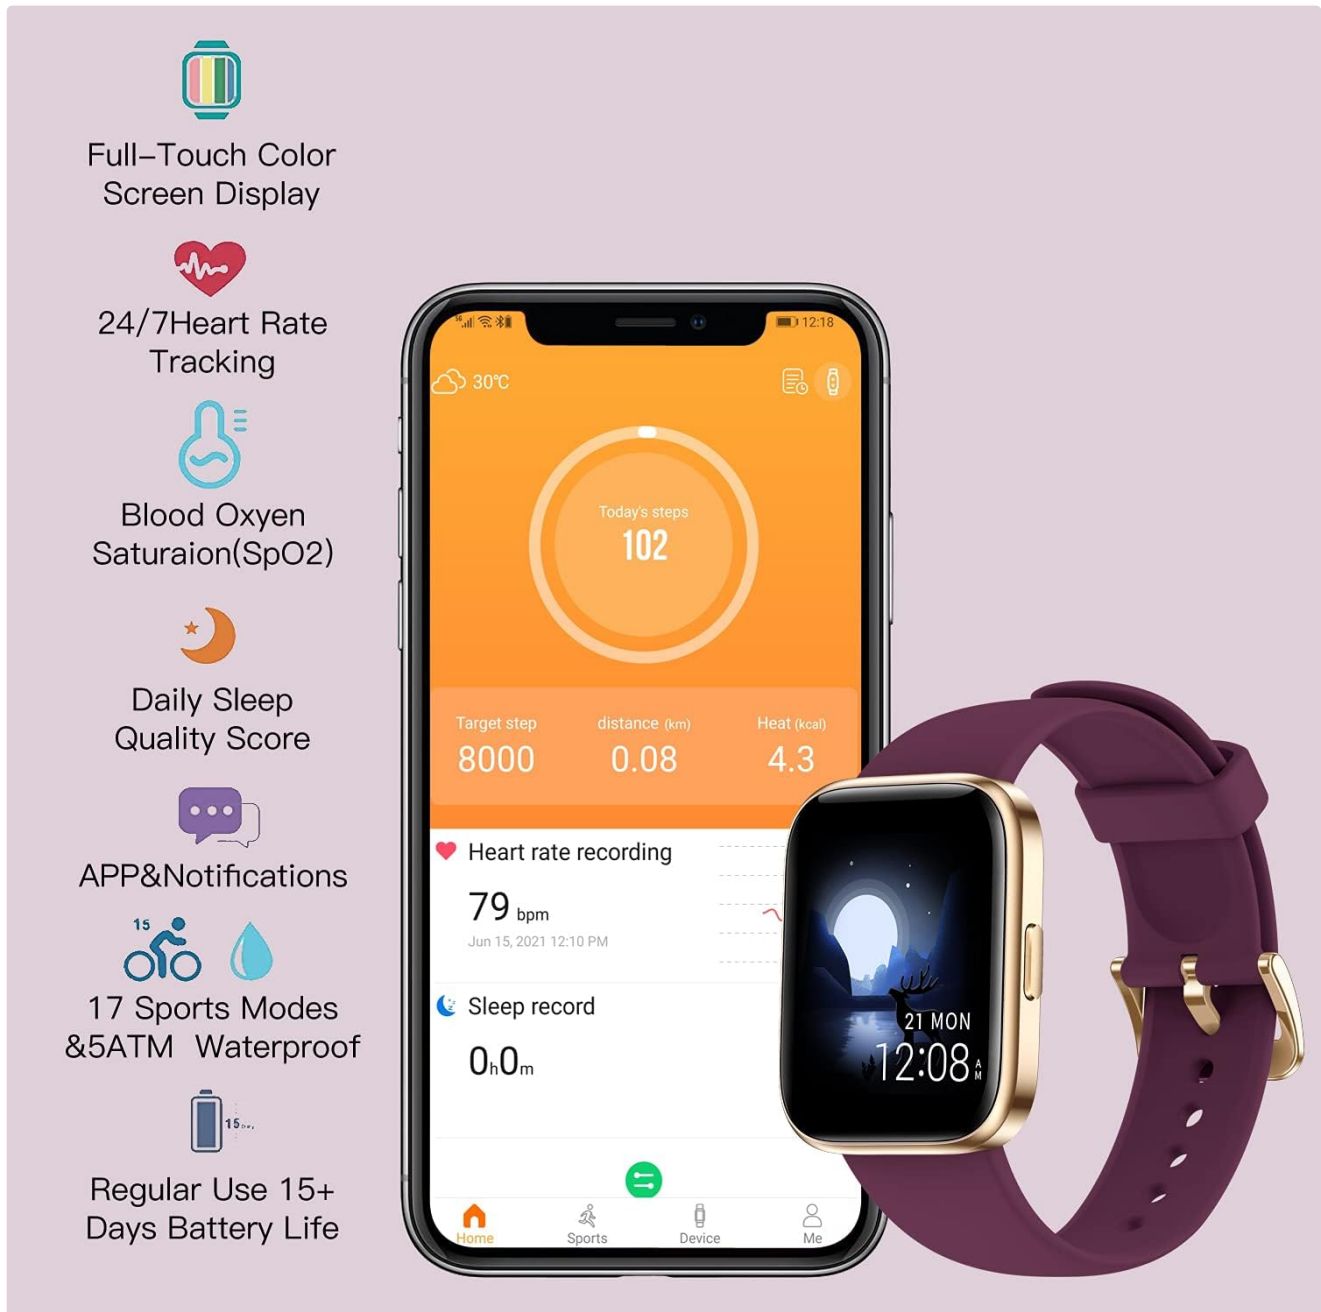 Full-Touch Color
Screen Display
24/7Heart Rate
Tracking
Blood Oxyen
Saturaion(SpO2)
Daily Sleep
Quality Score
APP&Notifications
15
17 Sports Modes
&5ATM Waterproof
15
Regular Use 15+
Days Battery Life
5G
12:18
30℃
Today's steps
102
Target step distance (km) Heat (kcal)
8000 0.08 4.3
Heart rate recording
79 bpm
Jun 15, 2021 12:10 PM
Sleep record
0h0m
Home Sports Device Me
21 MON
12:08 AM